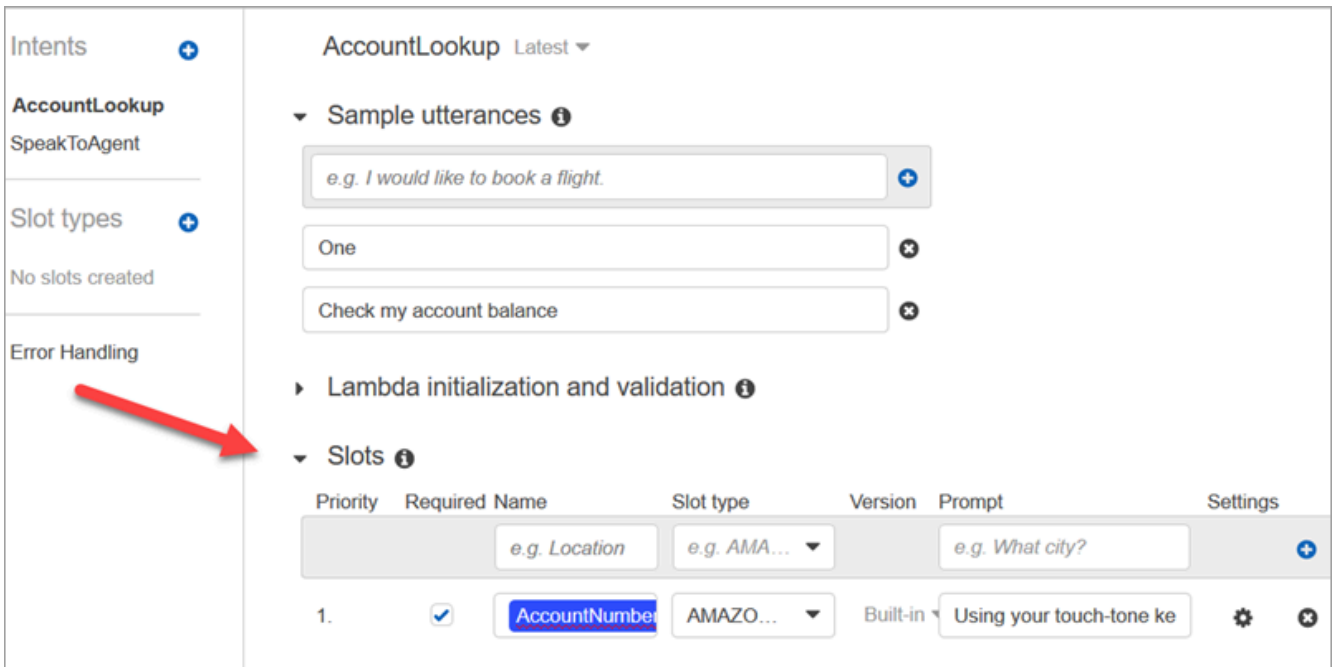 Intents
AccountLookup
SpeakToAgent
Slot types
No slots created
Error Handling
AccountLookup Latest
Sample utterances
e.g. I would like to book a flight.
One
Check my account balance
Lambda initialization and validation
Slots
Priority Required Name Slot type Version Prompt Settings
e.g. Location e.g. AMA... e.g. What city?
1. AccountNumber AMAZO... Built-in Using your touch-tone ke